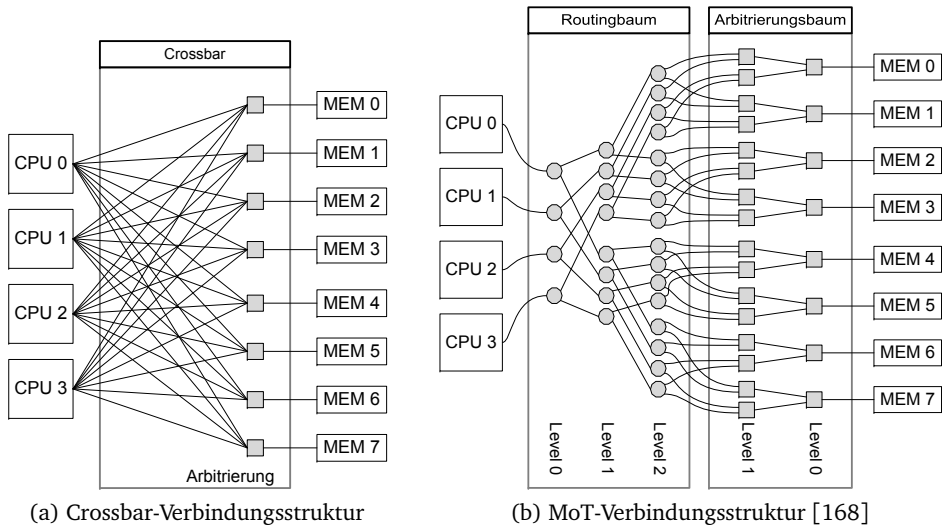 Crossbar
CPU 0
CPU 1
CPU 2
CPU 3
MEM 0
MEM 1
MEM 2
MEM 3
MEM 4
MEM 5
MEM 6
MEM 7
Arbitrierung
(a) Crossbar-Verbindungsstruktur
Routingbaum
Arbitrierungsbaum
CPU 0
CPU 1
CPU 2
CPU 3
MEM 0
MEM 1
MEM 2
MEM 3
MEM 4
MEM 5
MEM 6
MEM 7
Level 0
Level 1
Level 2
Level 1
Level 0
(b) MoT-Verbindungsstruktur [168]